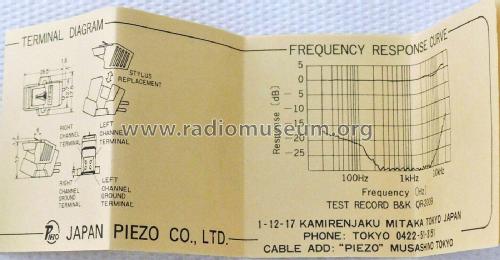 TERMINAL DIAGRAM
STYLUS
REPLACEMENT
RIGHT
CHANNEL
TERMINAL
LEFT
CHANNEL
TERMINAL
RIGHT
CHANNEL
GROUND
TERMINAL
LEFT
CHANNEL
GROUND
TERMINAL
JAPAN PIEZO CO., LTD.
FREQUENCY RESPONSE CURVE
Response [dB]
5
0
-5
-10
-15
-20
-25
100Hz 1kHz 10kHz
Frequency [Hz]
TEST RECORD B&K QR2009
1-12-17 KAMIRENJAKU MITAKA TOKYO JAPAN
PHONE: TOKYO 0422-51-3151
CABLE ADD: "PIEZO" MUSASHINO TOKYO
www.radiomuseum.org